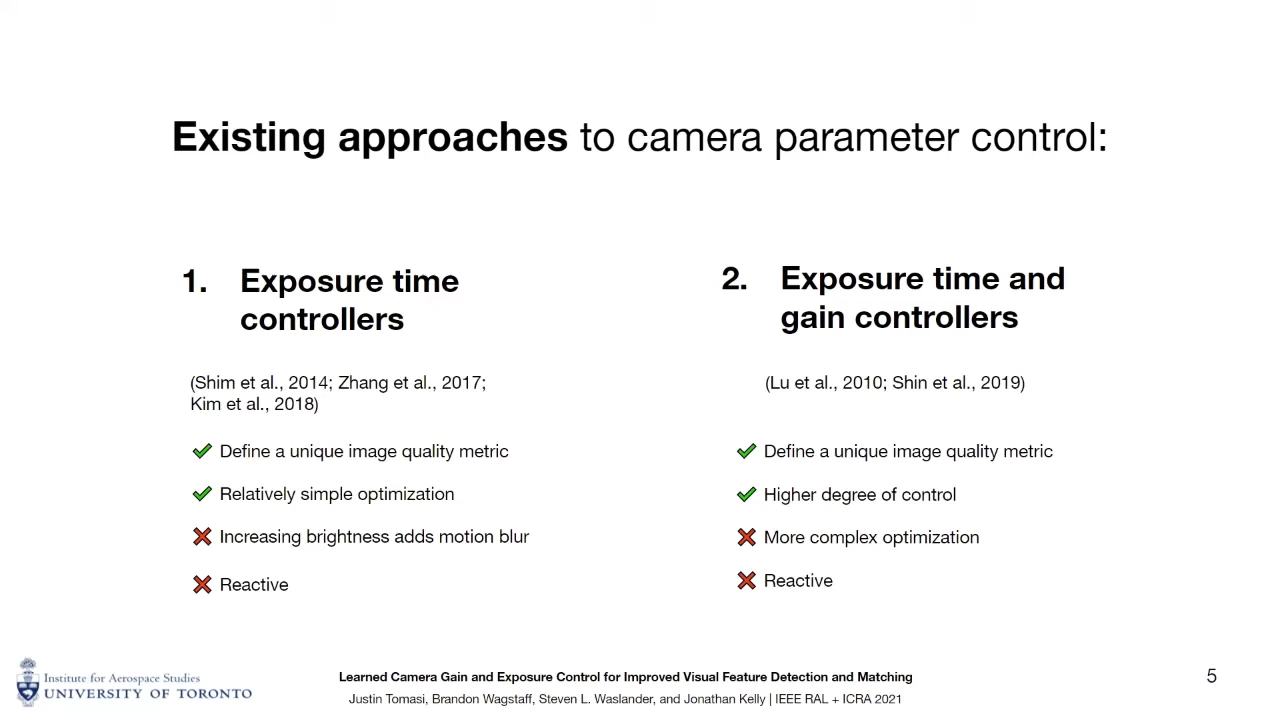 Existing approaches to camera parameter control:
1. Exposure time
controllers
(Shim et al., 2014; Zhang et al., 2017;
Kim et al., 2018)
Define a unique image quality metric
Relatively simple optimization
Increasing brightness adds motion blur
Reactive
2. Exposure time and
gain controllers
(Lu et al., 2010; Shin et al., 2019)
Define a unique image quality metric
Higher degree of control
More complex optimization
Reactive
Institute for Aerospace Studies
UNIVERSITY OF TORONTO
Learned Camera Gain and Exposure Control for Improved Visual Feature Detection and Matching
Justin Tomasi, Brandon Wagstaff, Steven L. Waslander, and Jonathan Kelly | IEEE RAL + ICRA 2021
5